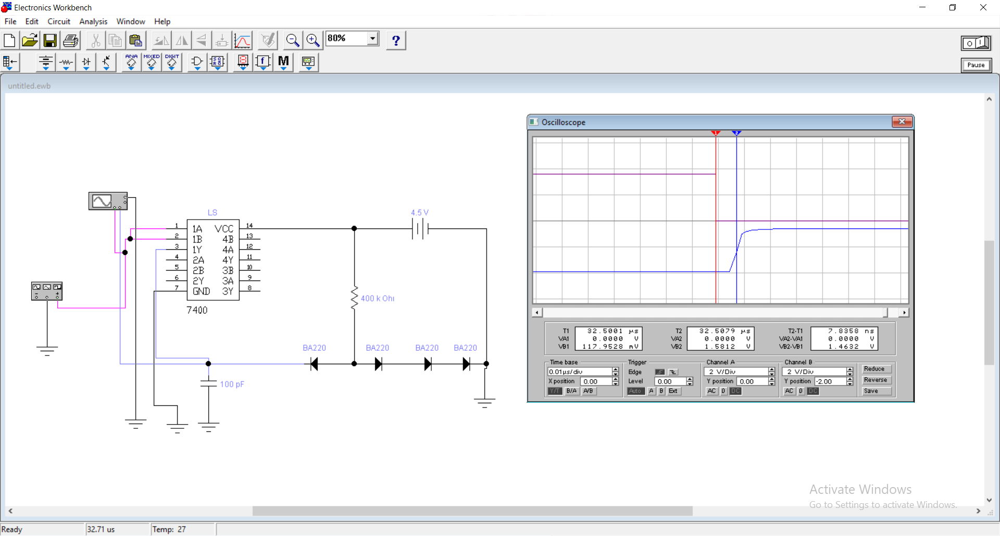 Electronics Workbench
File Edit Circuit Analysis Window Help
80%
?
ANA MIXED DIGIT
M
Pause
untitled.ewb
Oscilloscope
1 2
LS
1 1A VCC 14
2 1B 4B 13
3 1Y 4A 12
4 2A 4Y 11
5 2B 3B 10
6 2Y 3A 9
7 GND 3Y 8
7400
4.5 V
400 k Ohı
BA220 BA220 BA220 BA220
100 pF
T1 32.5001 µs T2 32.5079 µs T2-T1 7.8358 ns
VA1 0.0000 V VA2 0.0000 V VA2-VA1 0.0000 V
VB1 117.9528 mV VB2 1.5812 V VB2-VB1 1.4632 V
Time base Trigger Channel A Channel B
0.01µs/div Edge 2 V/Div 2 V/Div Reduce
X position 0.00 Level 0.00 Y position 0.00 Y position -2.00 Reverse
Y/T B/A A/B Auto A B Ext AC 0 DC AC 0 DC Save
Activate Windows
Go to Settings to activate Windows.
Ready 32.71 us Temp: 27